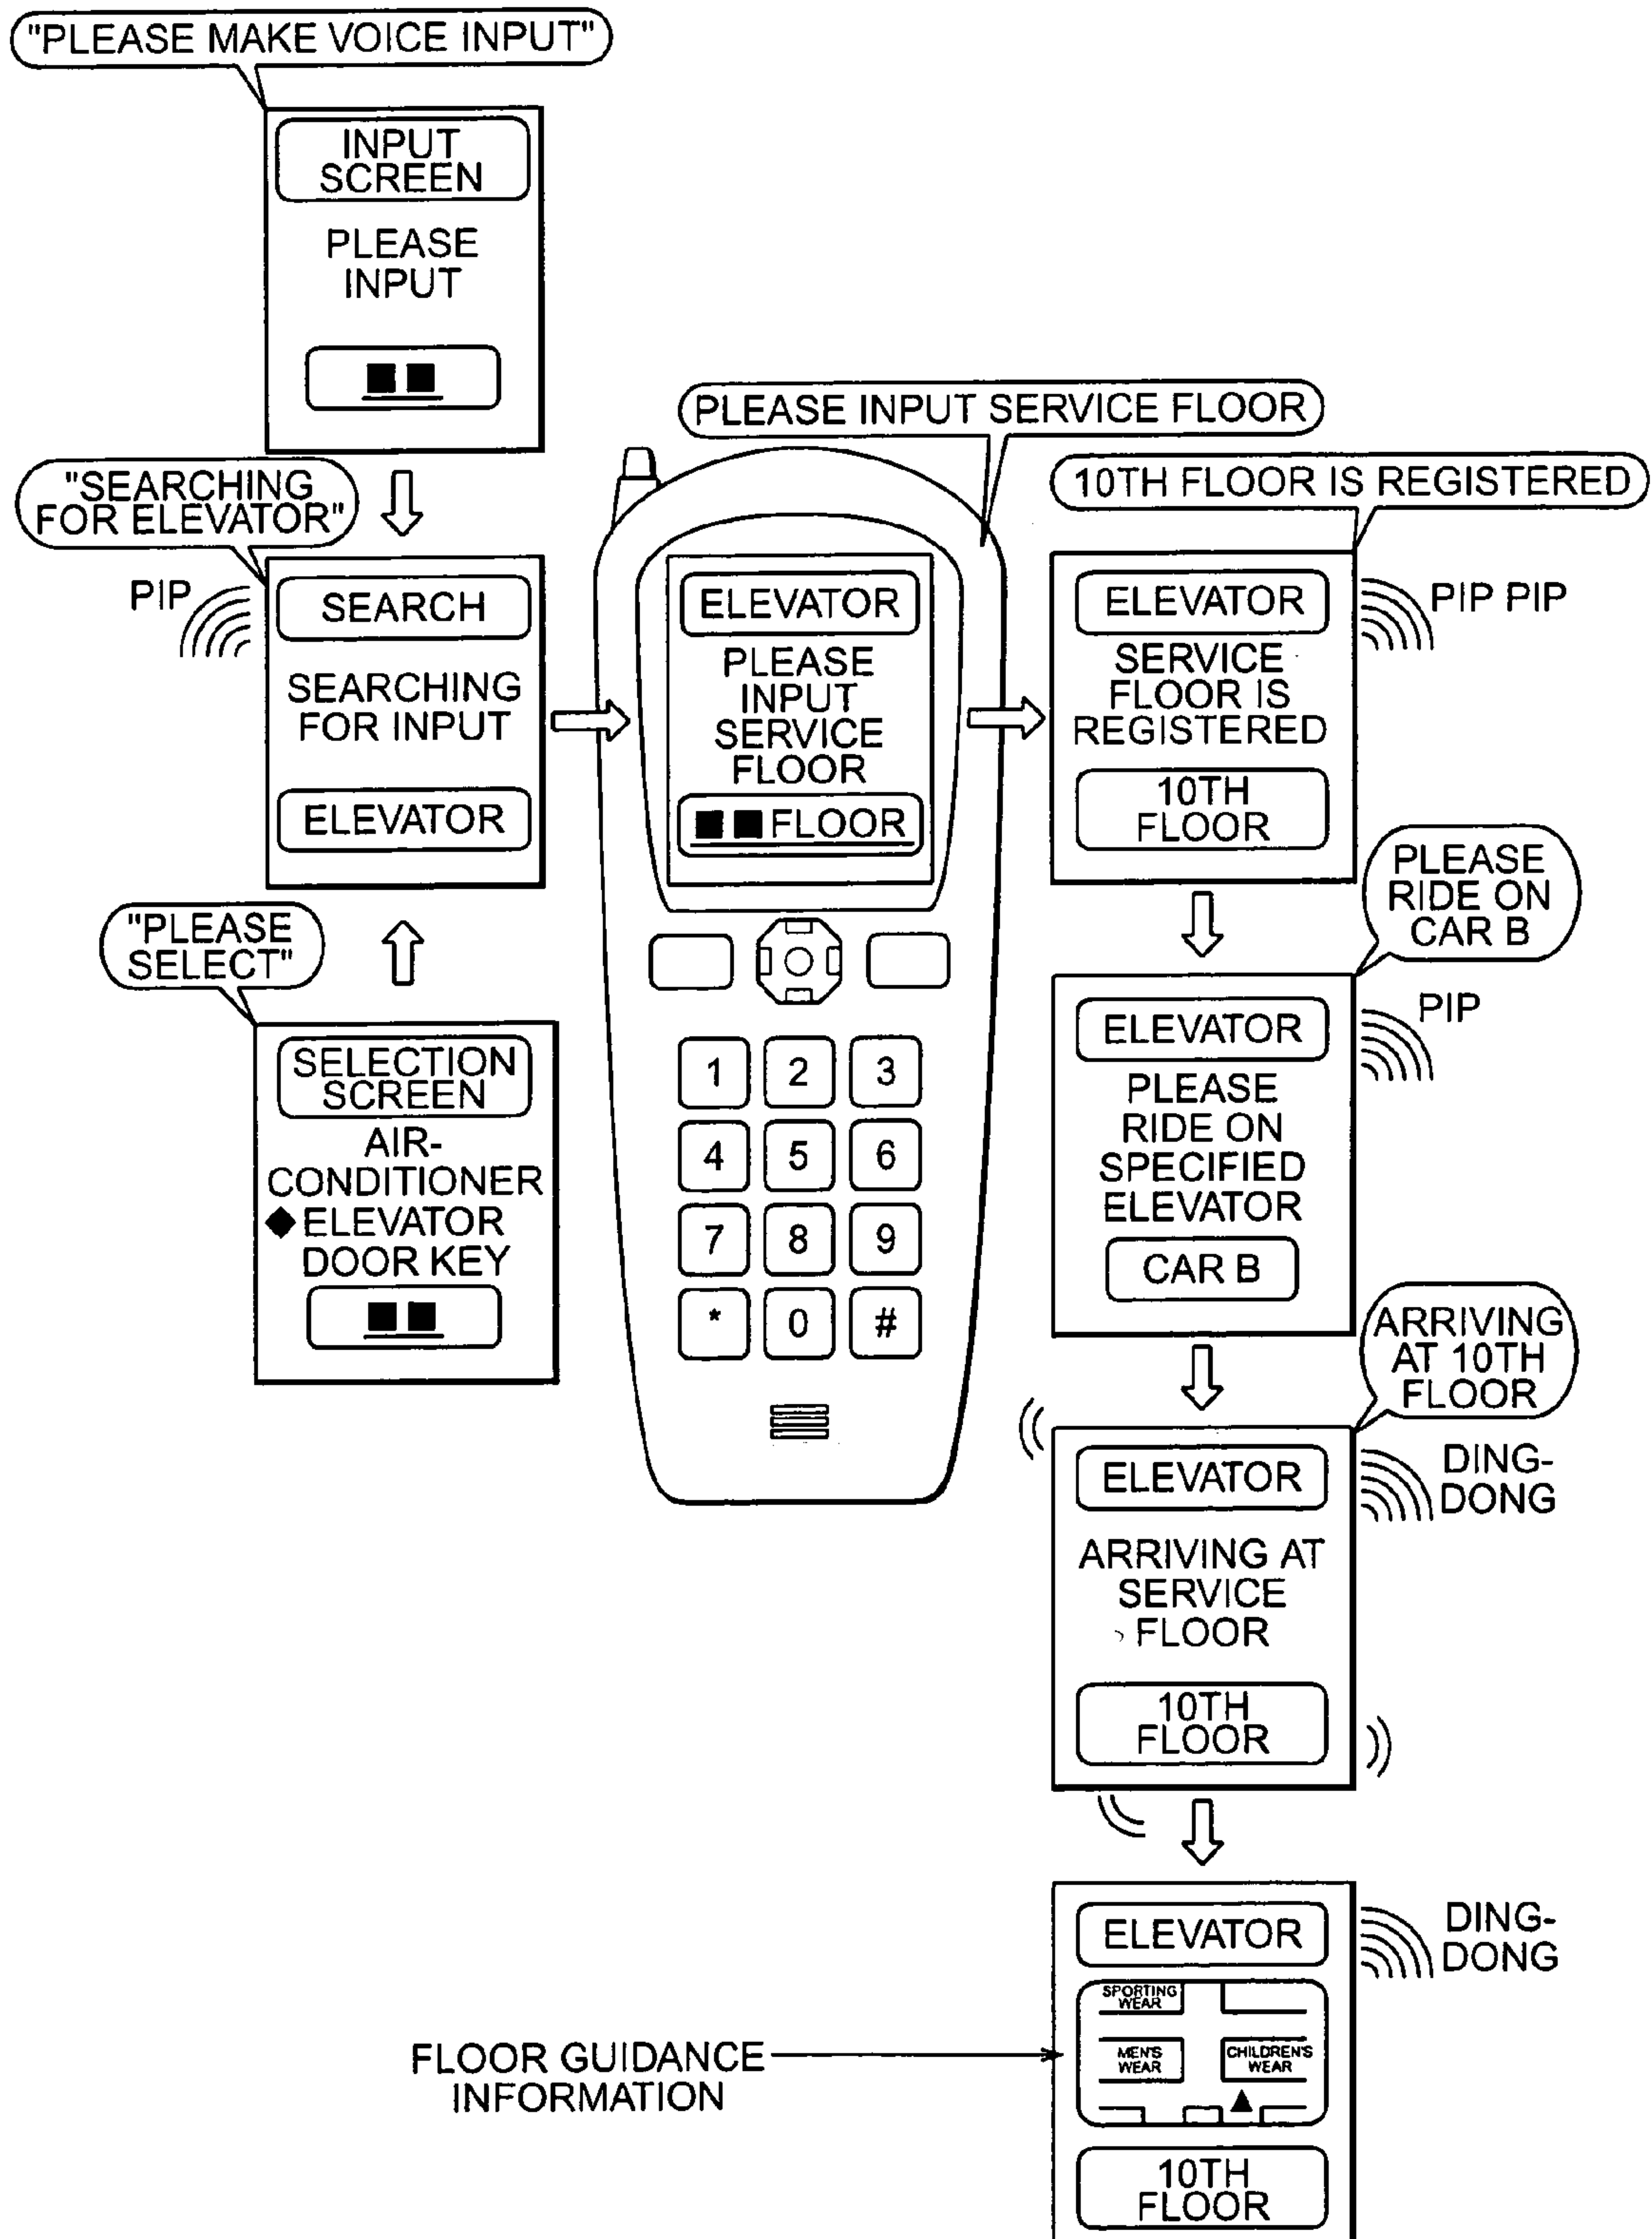 "PLEASE MAKE VOICE INPUT"
INPUT
SCREEN
PLEASE
INPUT
"SEARCHING
FOR ELEVATOR"
PIP
SEARCH
SEARCHING
FOR INPUT
ELEVATOR
"PLEASE
SELECT"
SELECTION
SCREEN
AIR-
CONDITIONER
◆ELEVATOR
DOOR KEY
PLEASE INPUT SERVICE FLOOR
ELEVATOR
PLEASE
INPUT
SERVICE
FLOOR
■■FLOOR
1 2 3
4 5 6
7 8 9
* 0 #
10TH FLOOR IS REGISTERED
ELEVATOR
PIP PIP
SERVICE
FLOOR IS
REGISTERED
10TH
FLOOR
PLEASE
RIDE ON
CAR B
ELEVATOR
PIP
PLEASE
RIDE ON
SPECIFIED
ELEVATOR
CAR B
ARRIVING
AT 10TH
FLOOR
ELEVATOR
DING-
DONG
ARRIVING AT
SERVICE
FLOOR
10TH
FLOOR
ELEVATOR
DING-
DONG
SPORTING
WEAR
MEN'S
WEAR
CHILDREN'S
WEAR
FLOOR GUIDANCE
INFORMATION
10TH
FLOOR